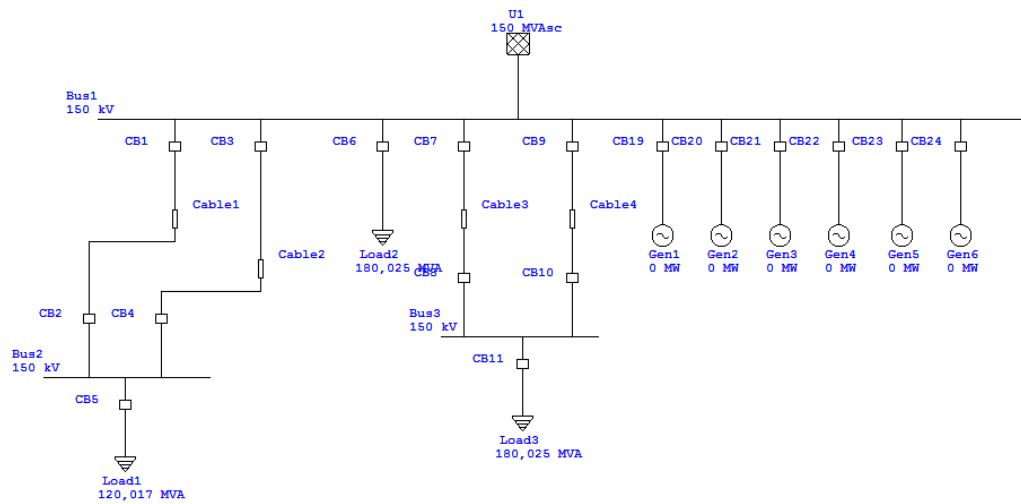 U1
150 MVAsc
Bus1
150 kV
CB1
CB3
CB6
CB7
CB9
CB19
CB20
CB21
CB22
CB23
CB24
Cable1
Cable3
Cable4
Cable2
Load2
180,025 MVA
Gen1
0 MW
Gen2
0 MW
Gen3
0 MW
Gen4
0 MW
Gen5
0 MW
Gen6
0 MW
CB8
CB10
CB2
CB4
Bus3
150 kV
Bus2
150 kV
CB11
CB5
Load3
180,025 MVA
Load1
120,017 MVA